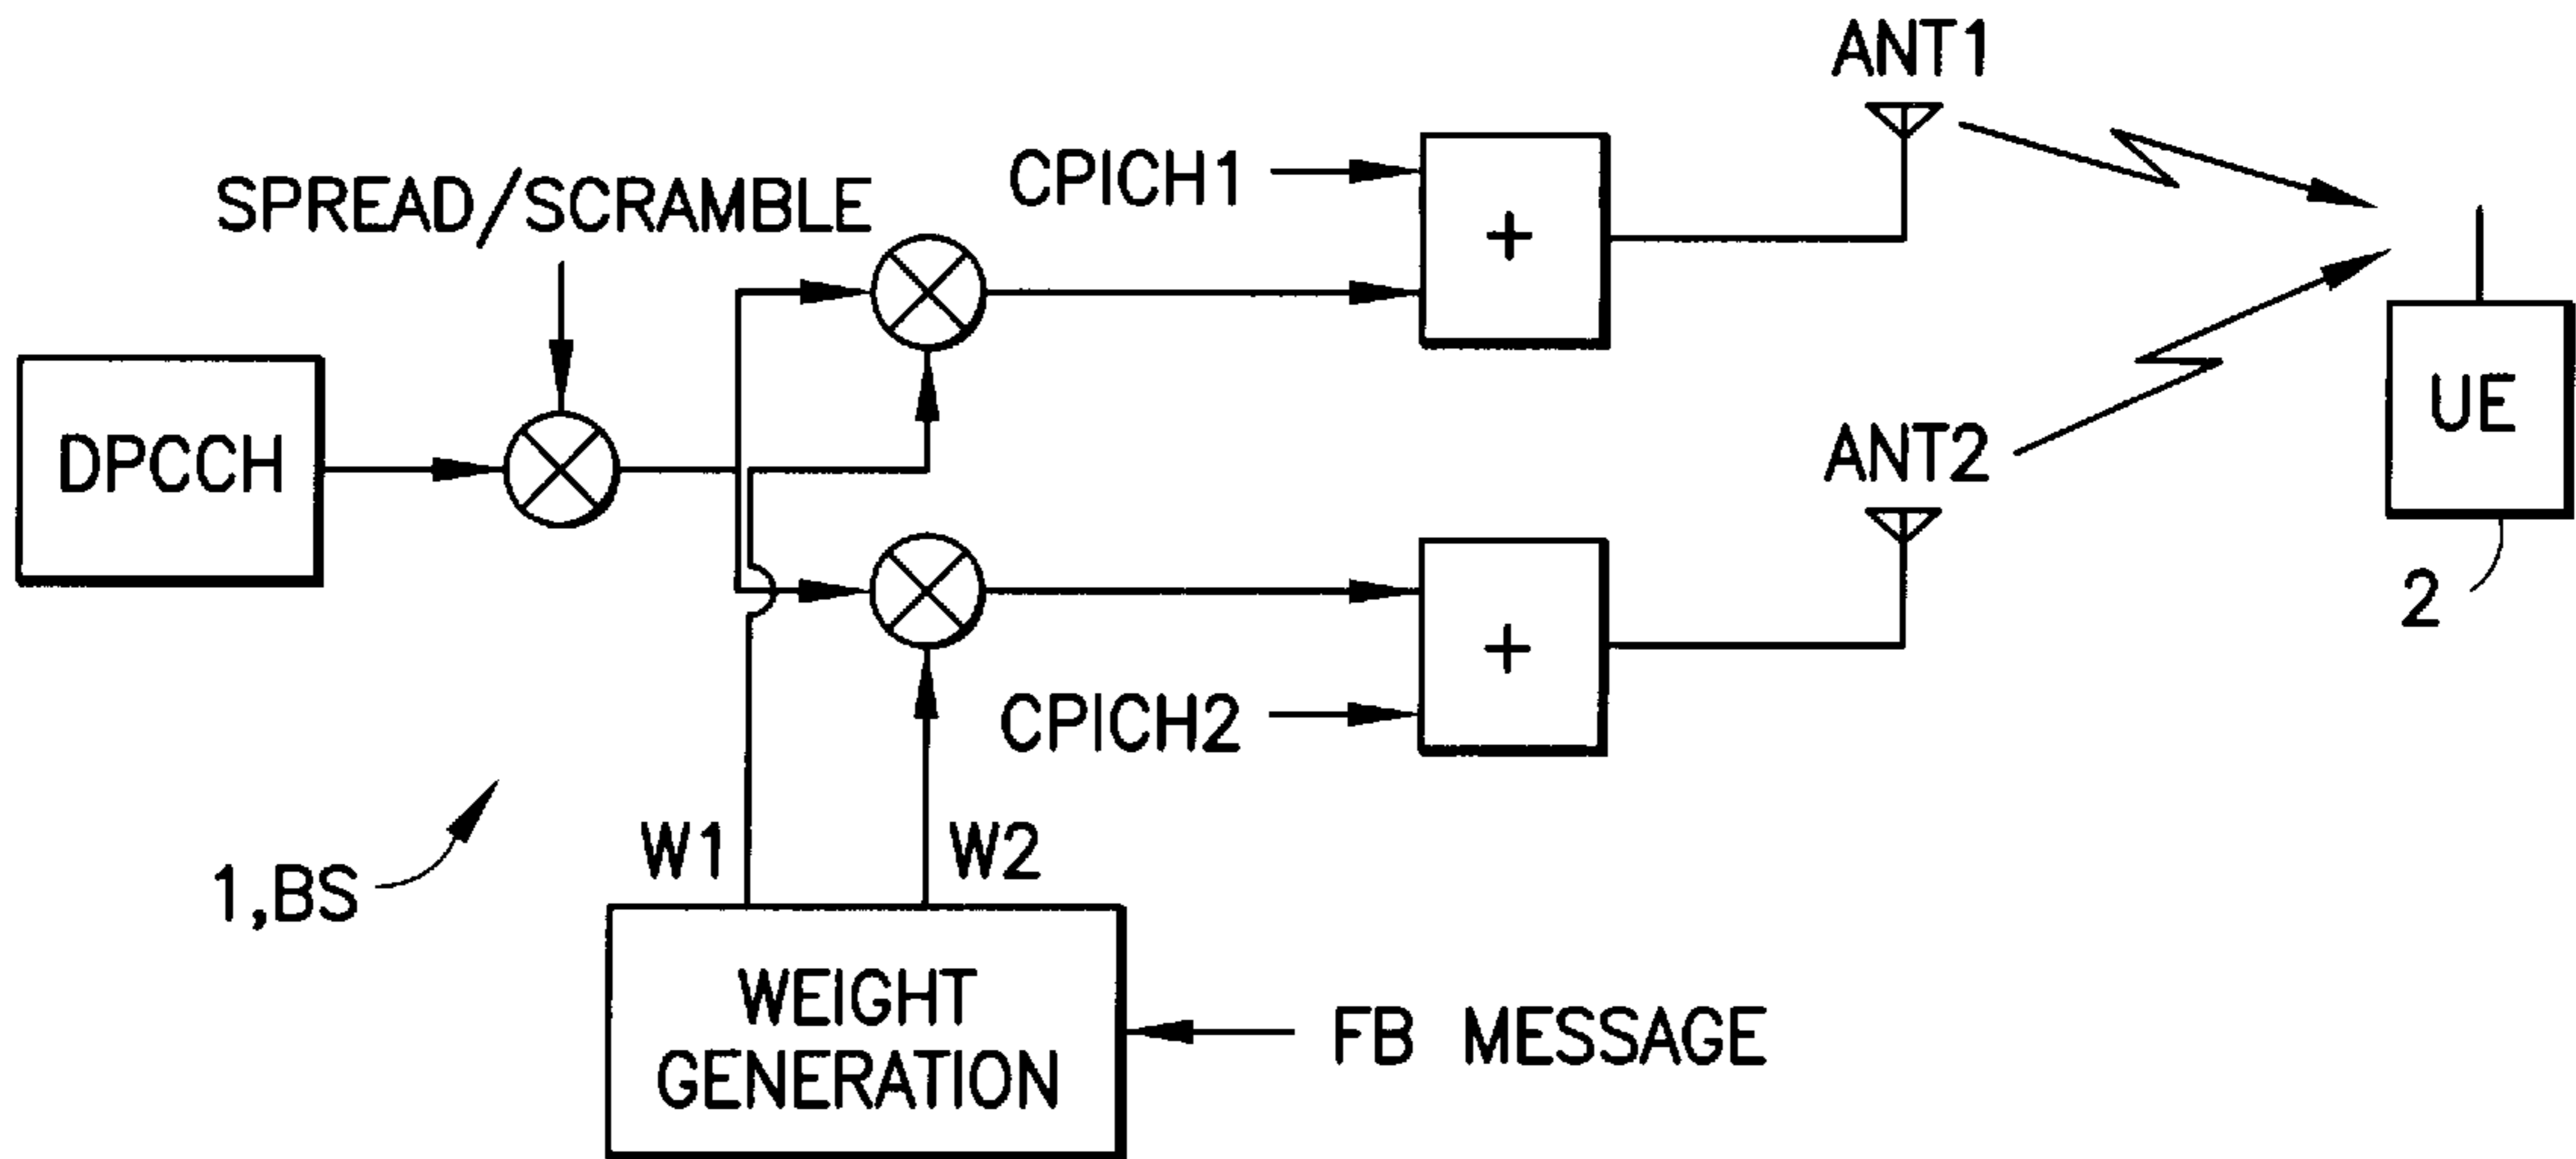 ANT1
CPICH1
SPREAD/SCRAMBLE
+
DPCCH
UE
ANT2
2
+
CPICH2
W1
W2
1,BS
WEIGHT
GENERATION
FB MESSAGE